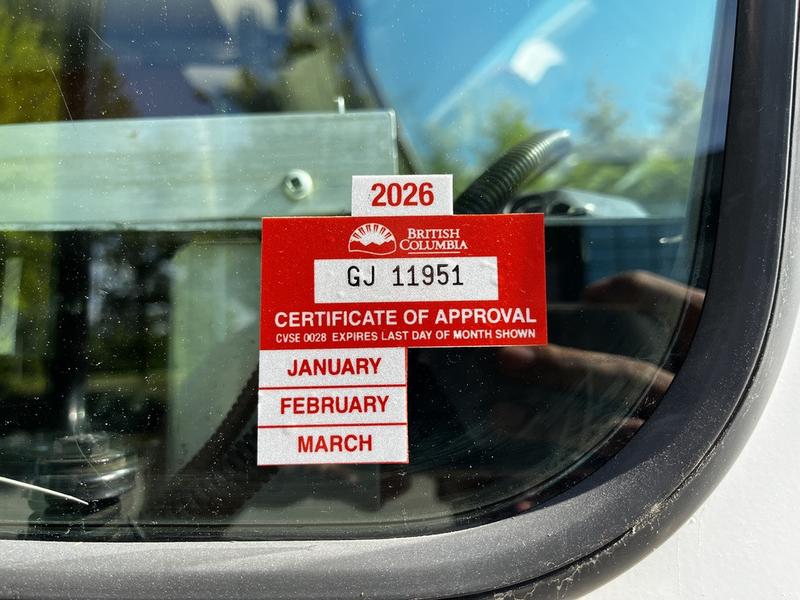 2026
BRITISH
COLUMBIA
GJ 11951
CERTIFICATE OF APPROVAL
CVSE 0028 EXPIRES LAST DAY OF MONTH SHOWN
JANUARY
FEBRUARY
MARCH